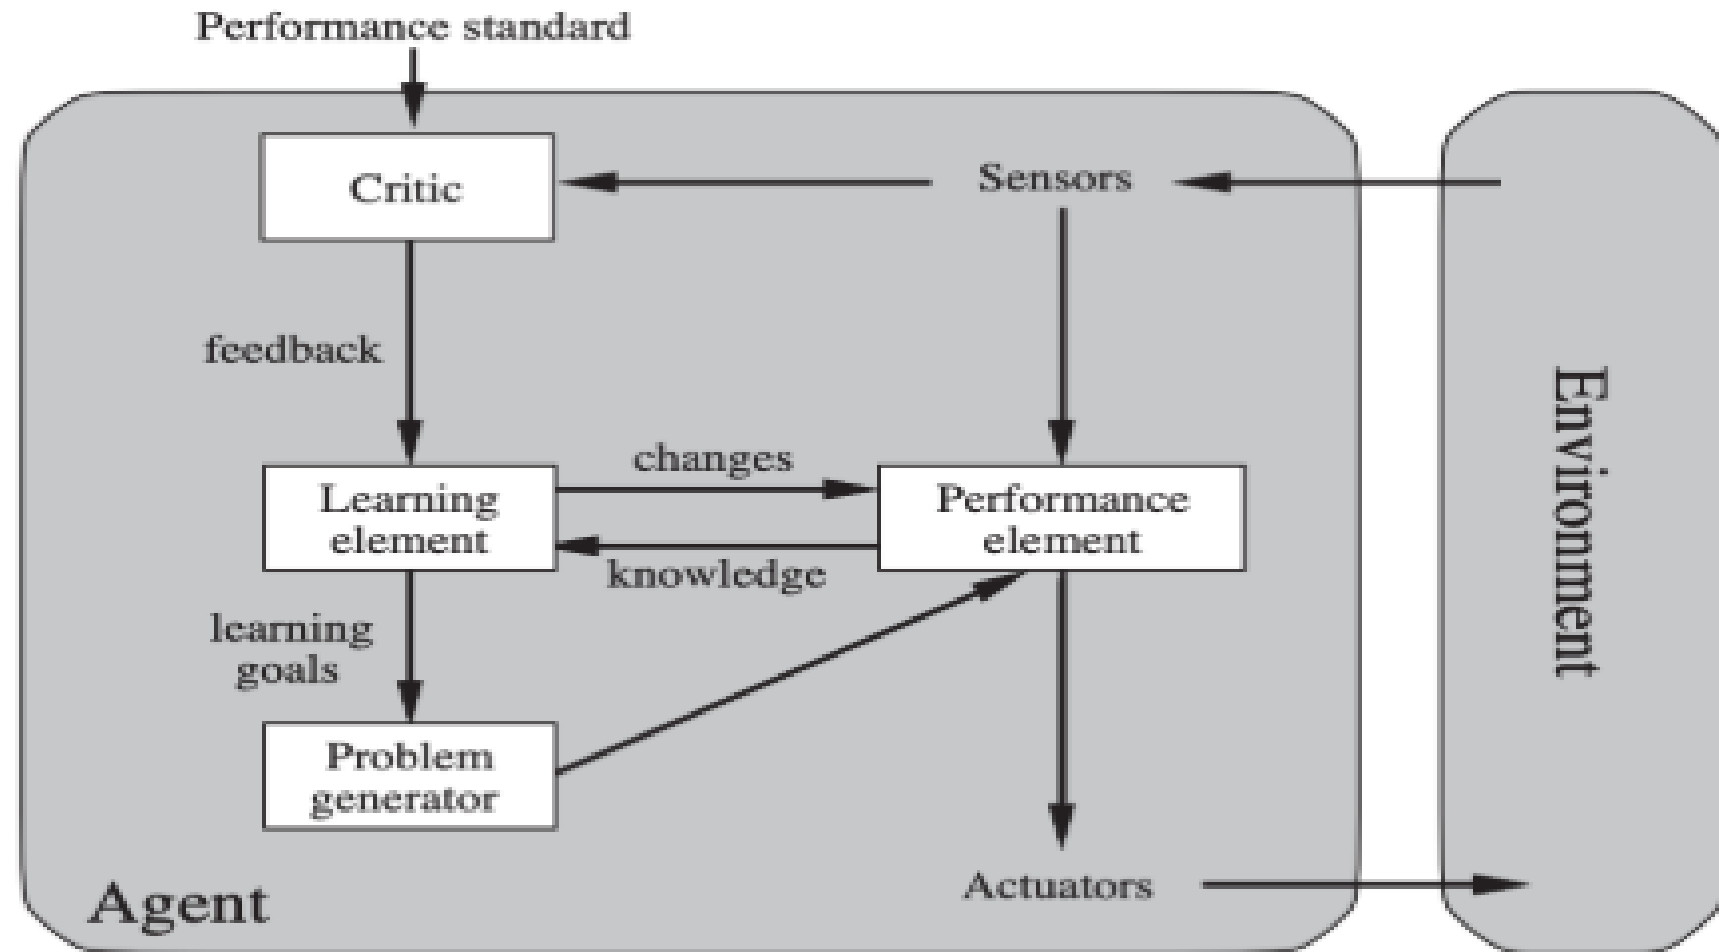 Performance standard
Critic
Sensors
feedback
changes
Learning
element
Performance
element
knowledge
learning
goals
Problem
generator
Agent
Actuators
Environment